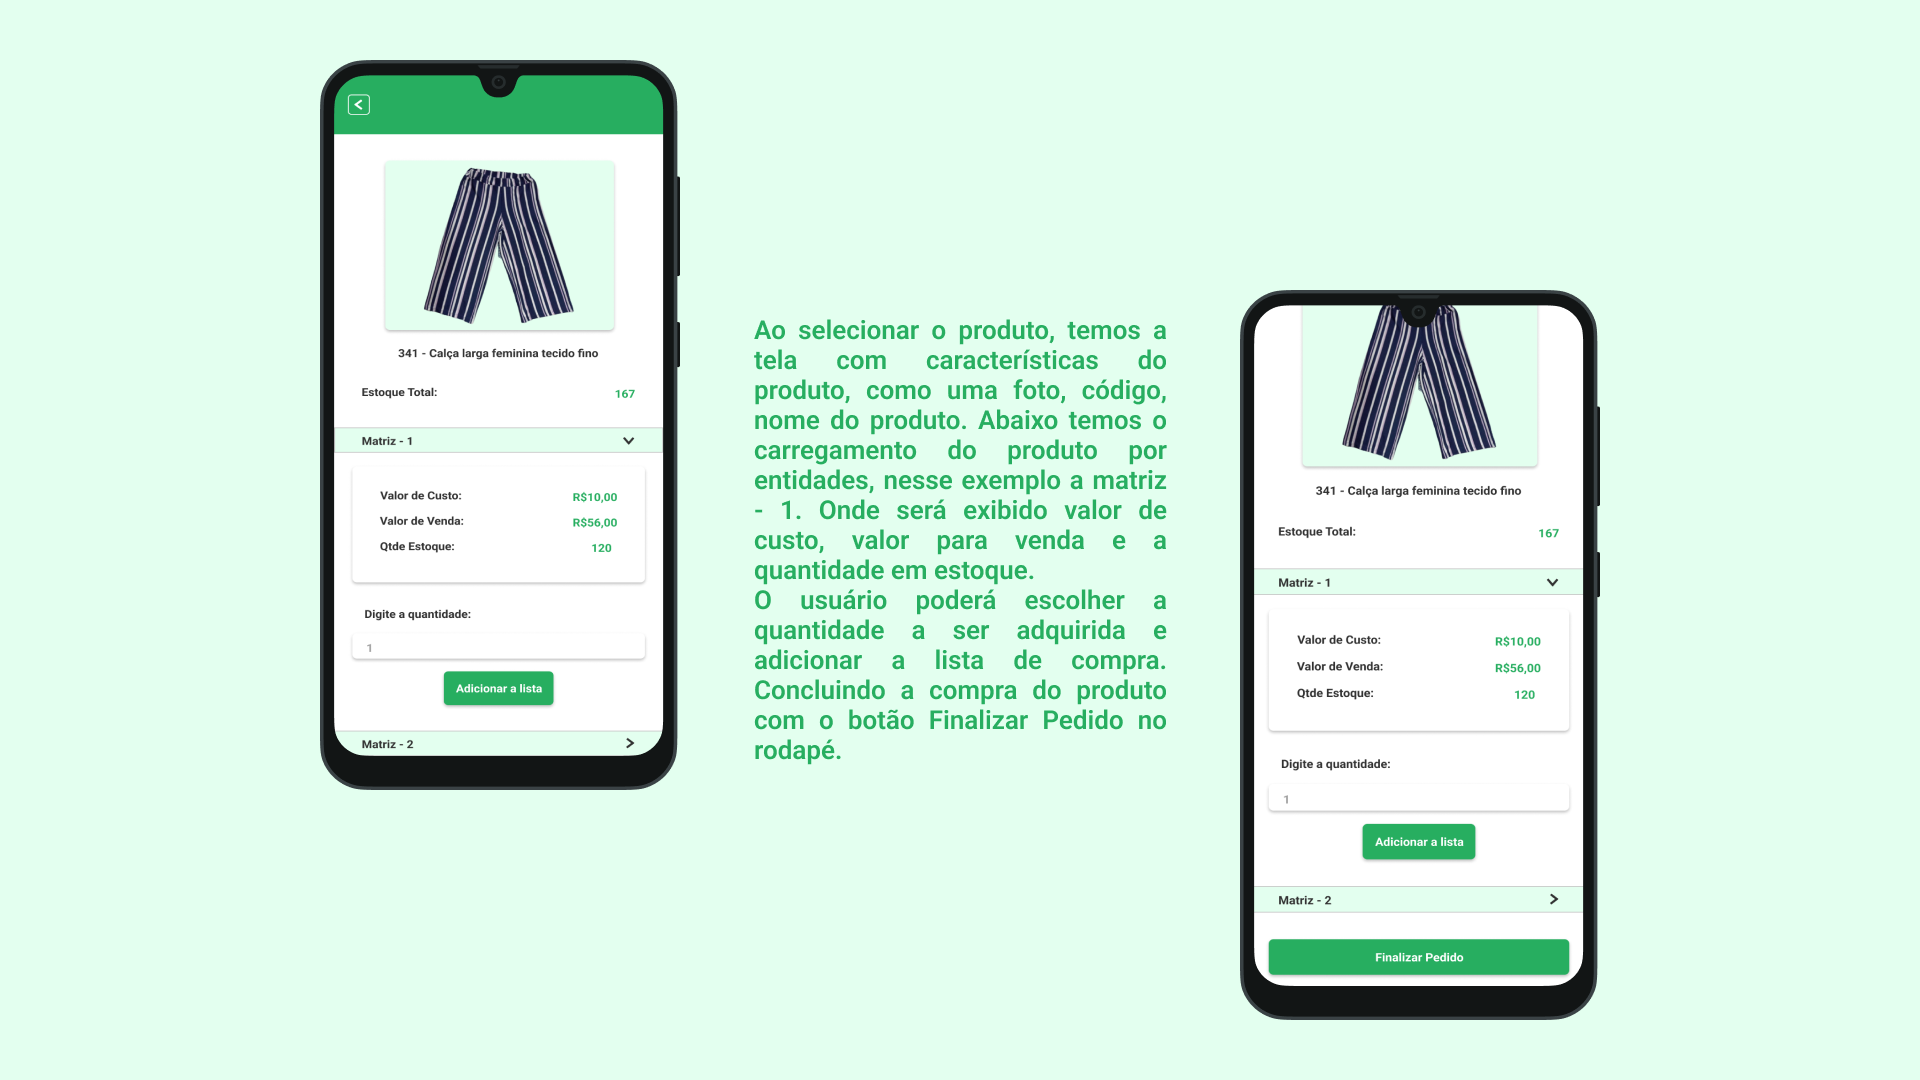 341 - Calça larga feminina tecido fino
Estoque Total: 167
Matriz - 1
Valor de Custo: R$10,00
Valor de Venda: R$56,00
Qtde Estoque: 120
Digite a quantidade:
1
Adicionar a lista
Matriz - 2
Ao selecionar o produto, temos a
tela com características do
produto, como uma foto, código,
nome do produto. Abaixo temos o
carregamento do produto por
entidades, nesse exemplo a matriz
- 1. Onde será exibido valor de
custo, valor para venda e a
quantidade em estoque.
O usuário poderá escolher a
quantidade a ser adquirida e
adicionar a lista de compra.
Concluindo a compra do produto
com o botão Finalizar Pedido no
rodapé.
341 - Calça larga feminina tecido fino
Estoque Total: 167
Matriz - 1
Valor de Custo: R$10,00
Valor de Venda: R$56,00
Qtde Estoque: 120
Digite a quantidade:
1
Adicionar a lista
Matriz - 2
Finalizar Pedido